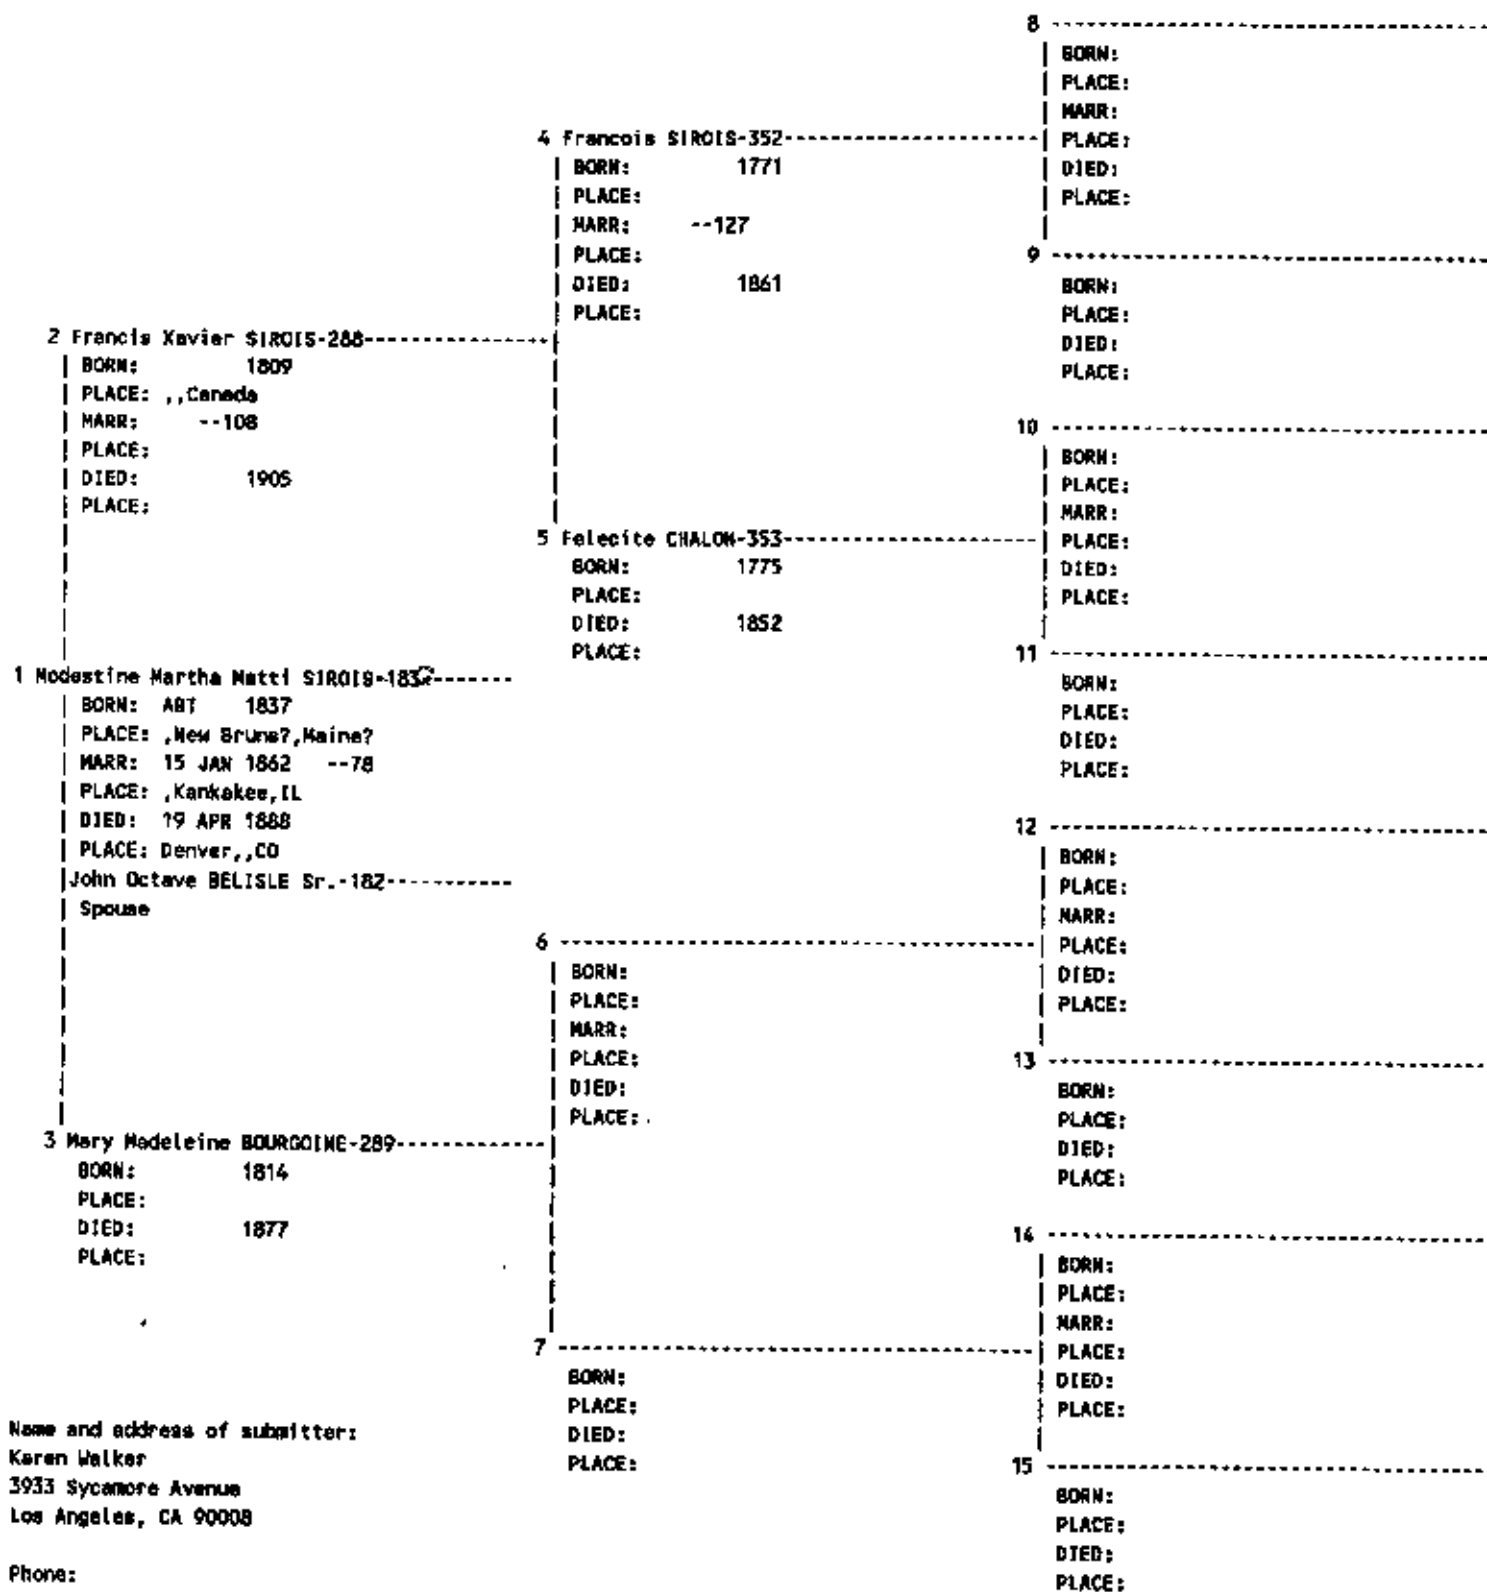 8
BORN:
PLACE:
MARR:
4 Francois SIROIS-352
PLACE:
BORN: 1771
DIED:
PLACE:
PLACE:
MARR: --127
PLACE:
9
DIED: 1861
BORN:
PLACE:
PLACE:
2 Francis Xavier SIROIS-288
DIED:
BORN: 1809
PLACE:
PLACE: ,,Canada
MARR: --108
10
PLACE:
BORN:
DIED: 1905
PLACE:
PLACE:
MARR:
5 Felecite CHALON-353
PLACE:
BORN: 1775
DIED:
PLACE:
PLACE:
DIED: 1852
PLACE:
11
1 Modestine Martha Matti SIROIS-183
BORN:
BORN: ABT 1837
PLACE:
PLACE: ,New Bruns?,Maine?
DIED:
MARR: 15 JAN 1862 --78
PLACE:
PLACE: ,Kankakee,IL
DIED: 19 APR 1888
12
PLACE: Denver,,CO
BORN:
John Octave BELISLE Sr.-182
PLACE:
Spouse
MARR:
6
PLACE:
BORN:
DIED:
PLACE:
PLACE:
MARR:
PLACE:
13
DIED:
BORN:
PLACE:
PLACE:
3 Mary Madeleine BOURGOINE-289
DIED:
BORN: 1814
PLACE:
PLACE:
DIED: 1877
14
PLACE:
BORN:
PLACE:
MARR:
7
PLACE:
BORN:
DIED:
PLACE:
PLACE:
Name and address of submitter:
DIED:
Karen Walker
PLACE:
15
3933 Sycamore Avenue
BORN:
Los Angeles, CA 90008
PLACE:
DIED:
Phone:
PLACE: